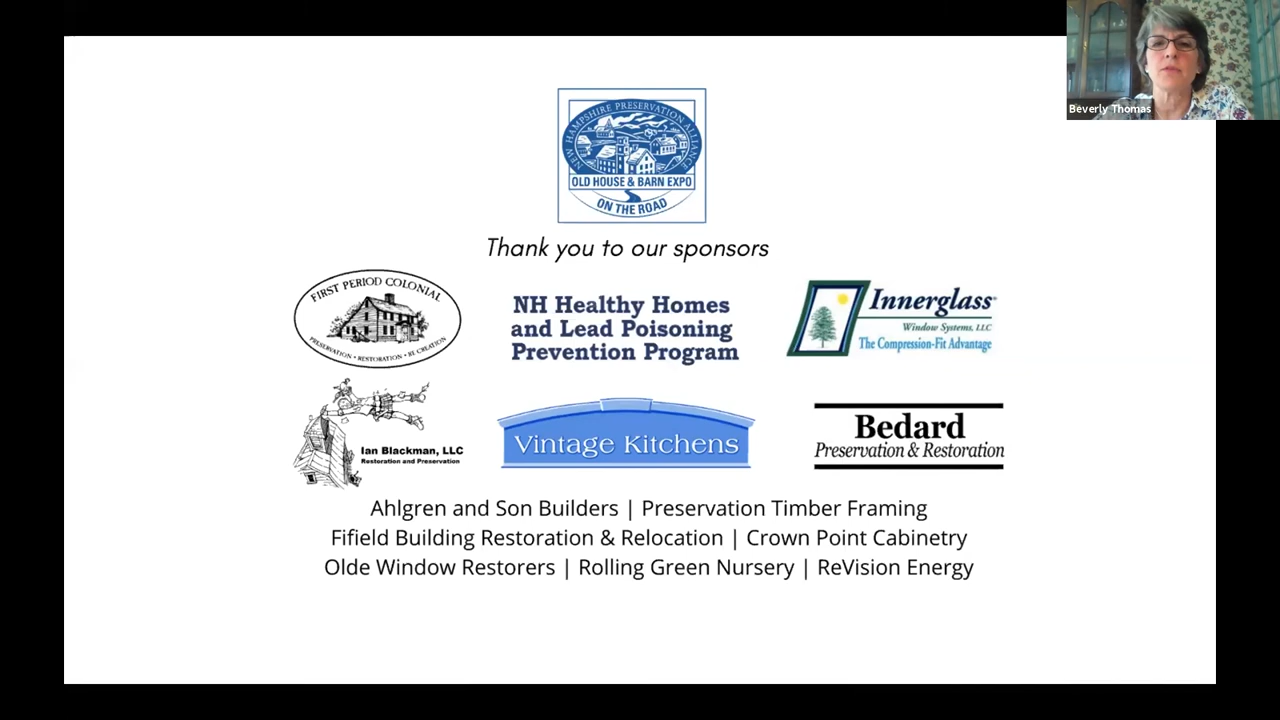 Beverly Thomas
NEW HAMPSHIRE PRESERVATION ALLIANCE
OLD HOUSE & BARN EXPO
ON THE ROAD
Thank you to our sponsors
FIRST PERIOD COLONIAL
PRESERVATION • RESTORATION • RE-CREATION
NH Healthy Homes
and Lead Poisoning
Prevention Program
Innerglass®
Window Systems, LLC
The Compression-Fit Advantage
Ian Blackman, LLC
Restoration and Preservation
Vintage Kitchens
Bedard
Preservation & Restoration
Ahlgren and Son Builders | Preservation Timber Framing
Fifield Building Restoration & Relocation | Crown Point Cabinetry
Olde Window Restorers | Rolling Green Nursery | ReVision Energy